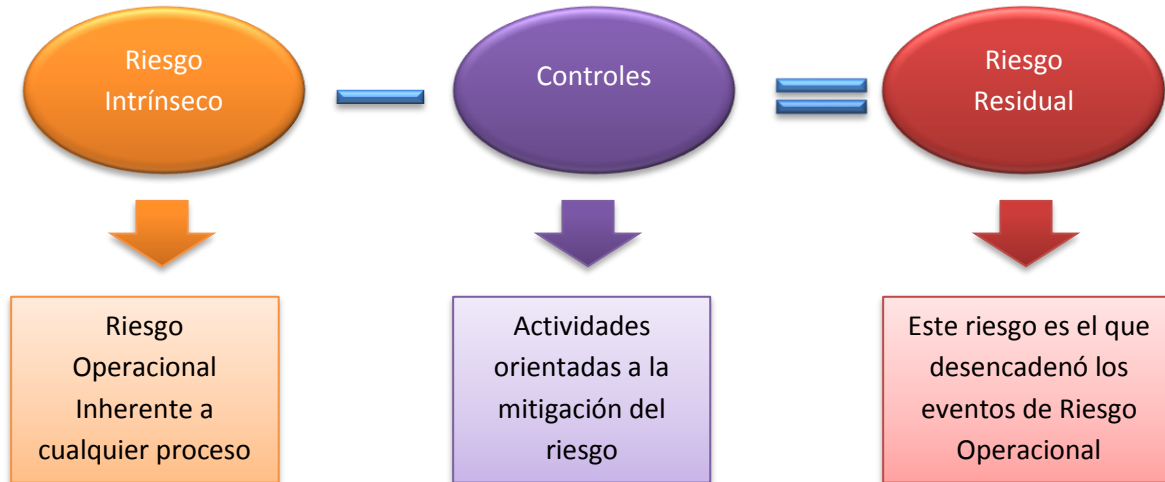 Riesgo
Intrínseco
Controles
Riesgo
Residual
Riesgo
Operacional
Inherente a
cualquier proceso
Actividades
orientadas a la
mitigación del
riesgo
Este riesgo es el que
desencadenó los
eventos de Riesgo
Operacional